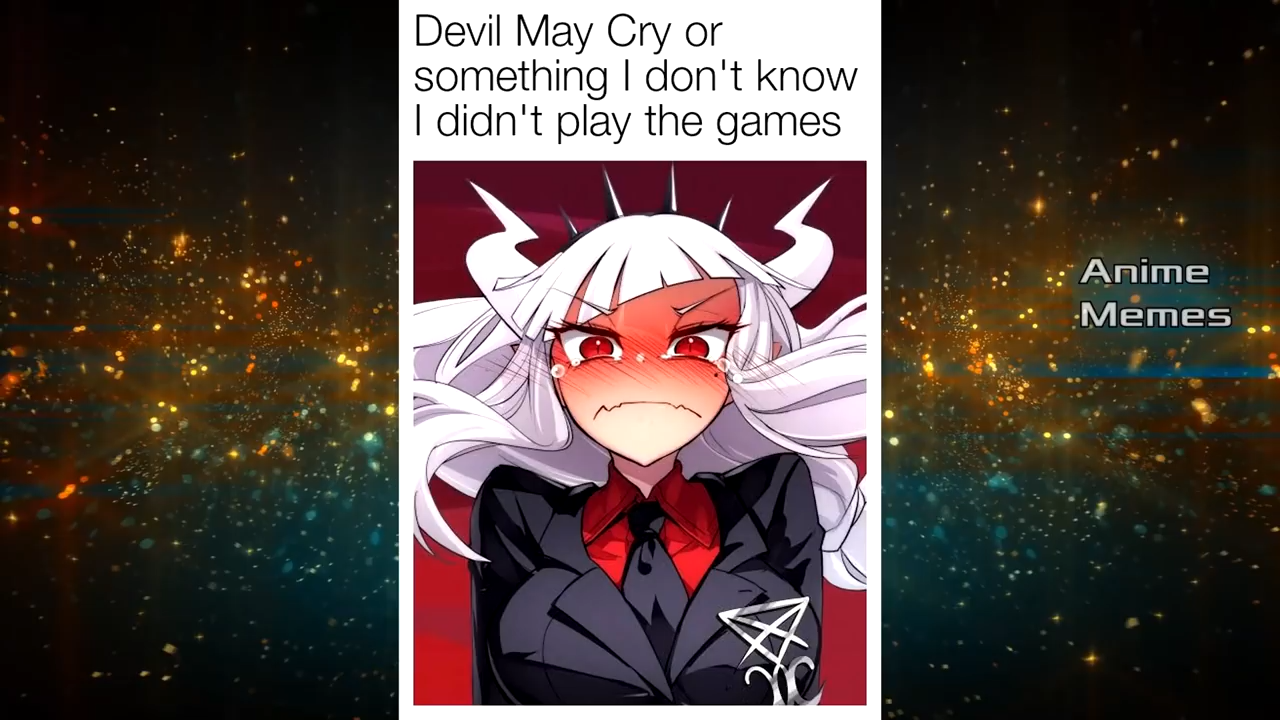 Devil May Cry or
something I don't know
I didn't play the games
Anime
Memes